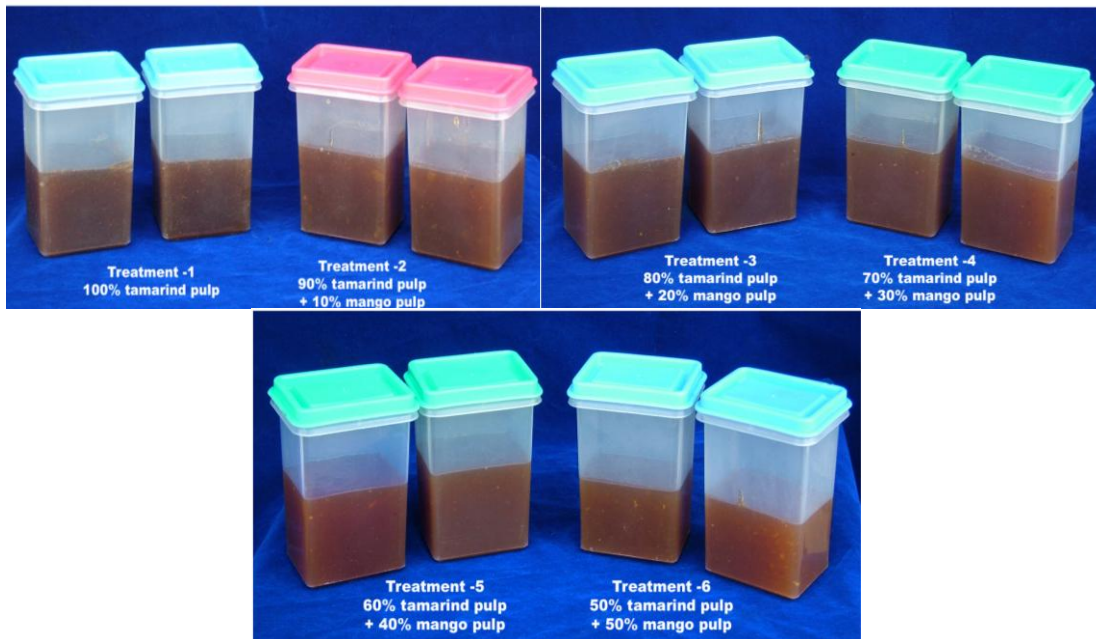 Treatment -1
100% tamarind pulp
Treatment -2
90% tamarind pulp
+ 10% mango pulp
Treatment -3
80% tamarind pulp
+ 20% mango pulp
Treatment -4
70% tamarind pulp
+ 30% mango pulp
Treatment -5
60% tamarind pulp
+ 40% mango pulp
Treatment -6
50% tamarind pulp
+ 50% mango pulp